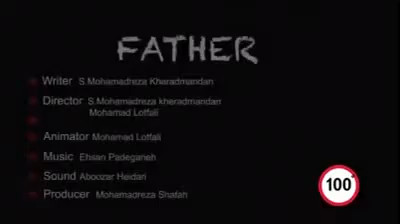 FATHER
Writer S.Mohamadreza Kheradmandan
Director S.Mohamadreza kheradmandan
Mohamad Lotfali
Animator Mohamad Lotfali
Music Ehsan Padeganeh
Sound Aboozar Heidari
Producer Mohamadreza Shafah
100